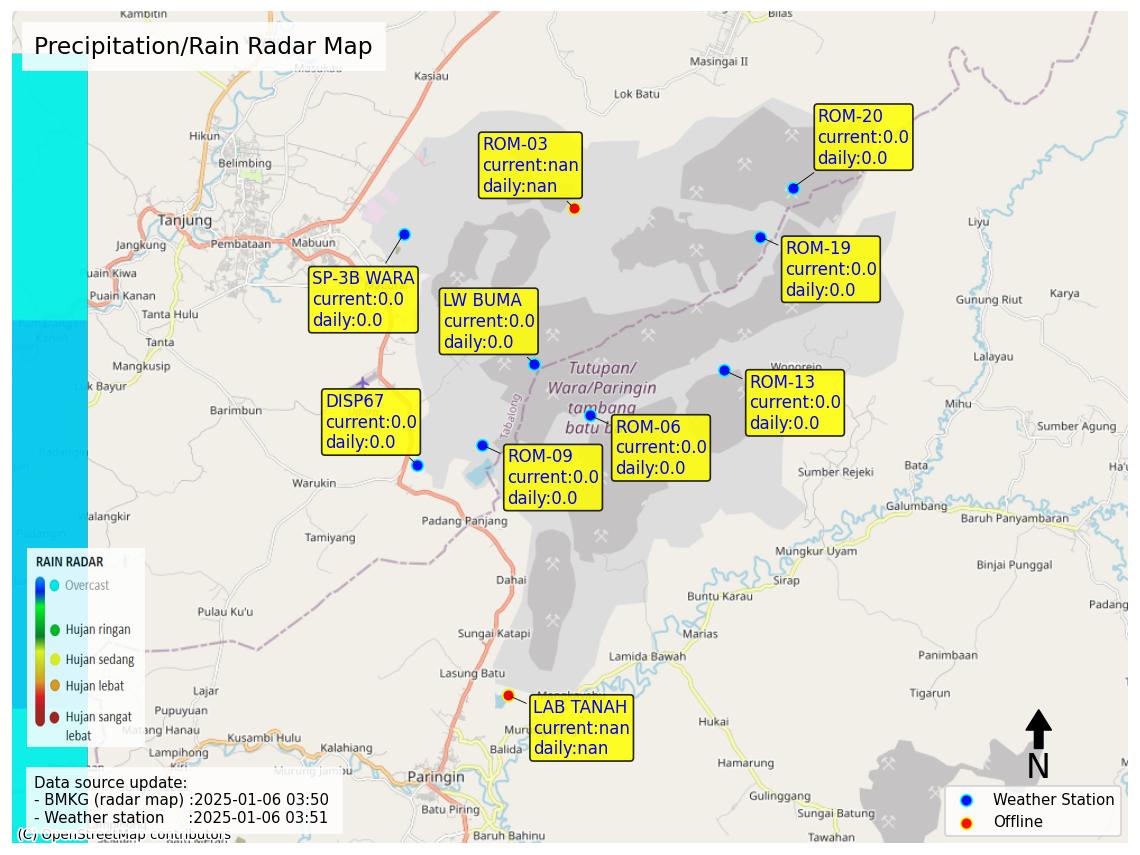 Kambitin
Bilas
Precipitation/Rain Radar Map
Masukau
Kasiau
Masingai II
Lok Batu
Hikun
Belimbing
ROM-03
current:nan
daily:nan
ROM-20
current:0.0
daily:0.0
Tanjung
Jangkung
Pembataan
Mabuun
Liyu
ROM-19
current:0.0
daily:0.0
Puain Kiwa
Puain Kanan
Tanta Hulu
SP-3B WARA
current:0.0
daily:0.0
LW BUMA
current:0.0
daily:0.0
Gunung Riut
Karya
Kanan
Tanta
Mangkusip
Lalayau
Wonorejo
Tutupan/
Wara/Paringin
tambang
batu b
Tabalong
ROM-13
current:0.0
daily:0.0
uk Bayur
Barimbun
DISP67
current:0.0
daily:0.0
ROM-06
current:0.0
daily:0.0
Mihu
Sumber Agung
ROM-09
current:0.0
daily:0.0
Padangin
Warukin
Sumber Rejeki
Bata
Ha'u
Galumbang
Walangkir
Padang Panjang
Baruh Panyambaran
Tamiyang
Mungkur Uyam
Binjai Punggal
RAIN RADAR
Overcast
Hujan ringan
Hujan sedang
Hujan lebat
Hujan sangat
lebat
Dahai
Sirap
Buntu Karau
Padang
Pulau Ku'u
Sungai Katapi
Marias
Lamida Bawah
Panimbaan
Lasung Batu
Lajar
Tigarun
Pupuyuan
LAB TANAH
current:nan
daily:nan
Matang Hanau
Kusambi Hulu
Muru
Hukai
Lampihong
Kalahiang
Balida
Murung Jambu
Paringin
Hamarung
N
Data source update:
- BMKG (radar map) :2025-01-06 03:50
- Weather station :2025-01-06 03:51
Gulinggang
Batu Piring
Sungai Batung
Weather Station
Offline
(C) OpenStreetMap contributors
Baruh Bahinu
Tawahan